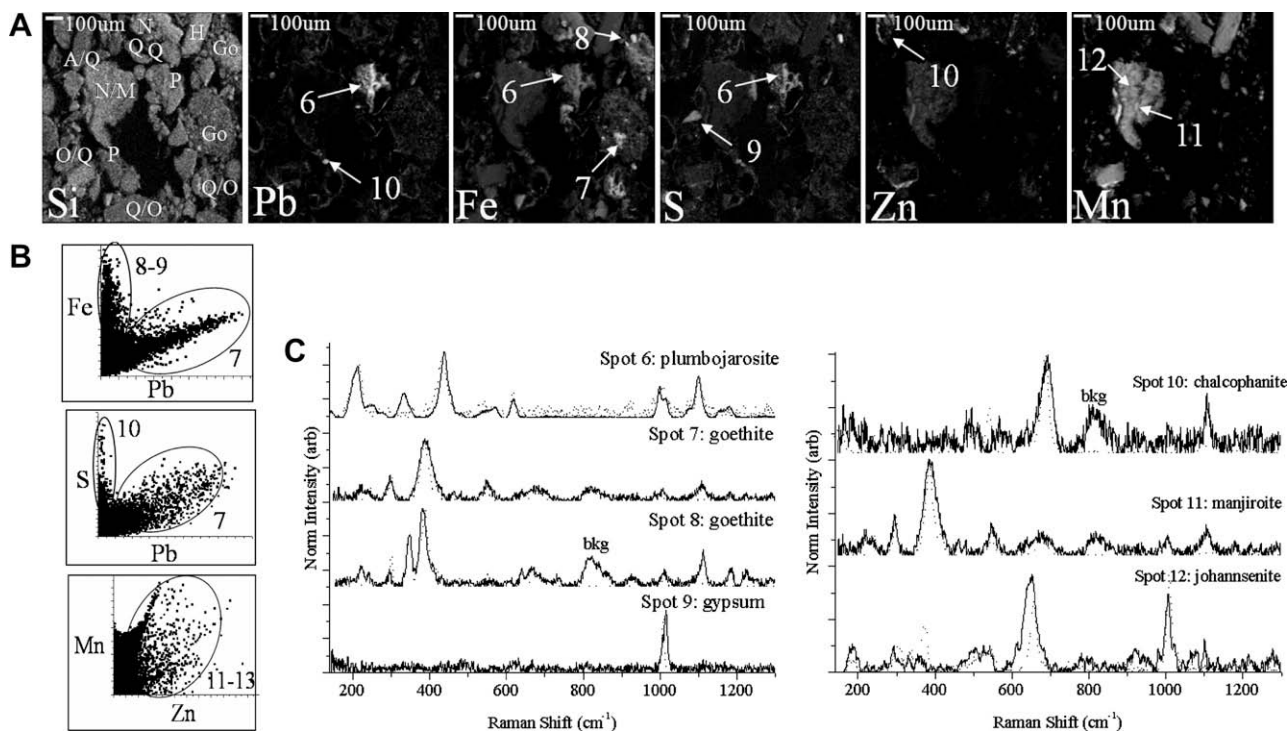 A
100um
N
H
Q
Q
Go
A/Q
P
N/M
Go
O/Q
P
Q/O
Q/O
Si
100um
6
10
Pb
100um
8
6
7
Fe
100um
6
9
S
100um
10
Zn
100um
12
11
Mn
B
8-9
Fe
7
Pb
10
S
7
Pb
Mn
11-13
Zn
C
Spot 6: plumbojarosite
Spot 7: goethite
Spot 8: goethite
bkg
Spot 9: gypsum
Norm Intensity (arb)
200 400 600 800 1000 1200
Raman Shift (cm-1)
Spot 10: chalcophanite
bkg
Spot 11: manjiroite
Spot 12: johannsenite
Norm Intensity (arb)
200 400 600 800 1000 1200
Raman Shift (cm-1)